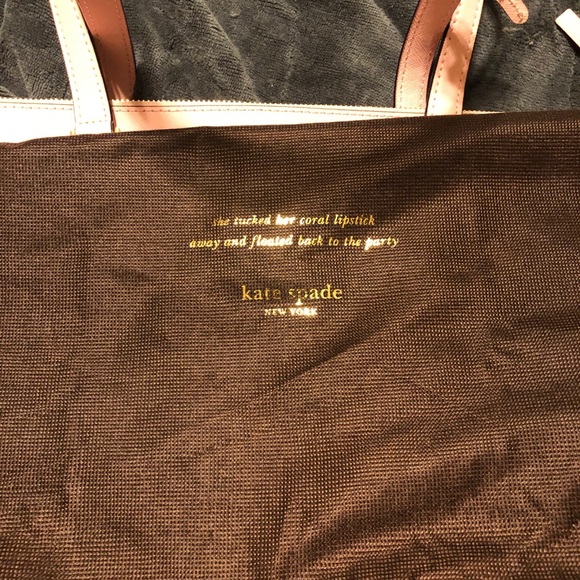 she tucked her coral lipstick
away and floated back to the party
kate spade
NEW YORK